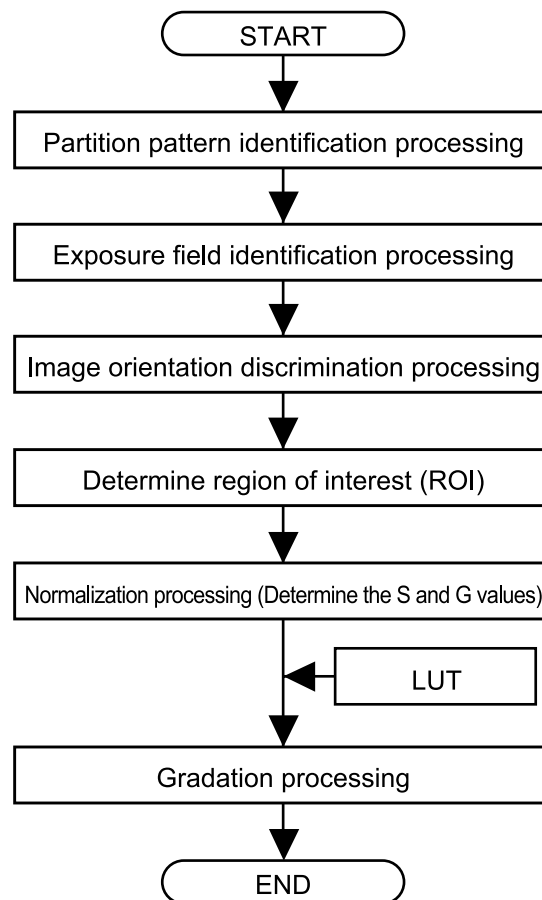 START
Partition pattern identification processing
Exposure field identification processing
Image orientation discrimination processing
Determine region of interest (ROI)
Normalization processing (Determine the S and G values)
LUT
Gradation processing
END